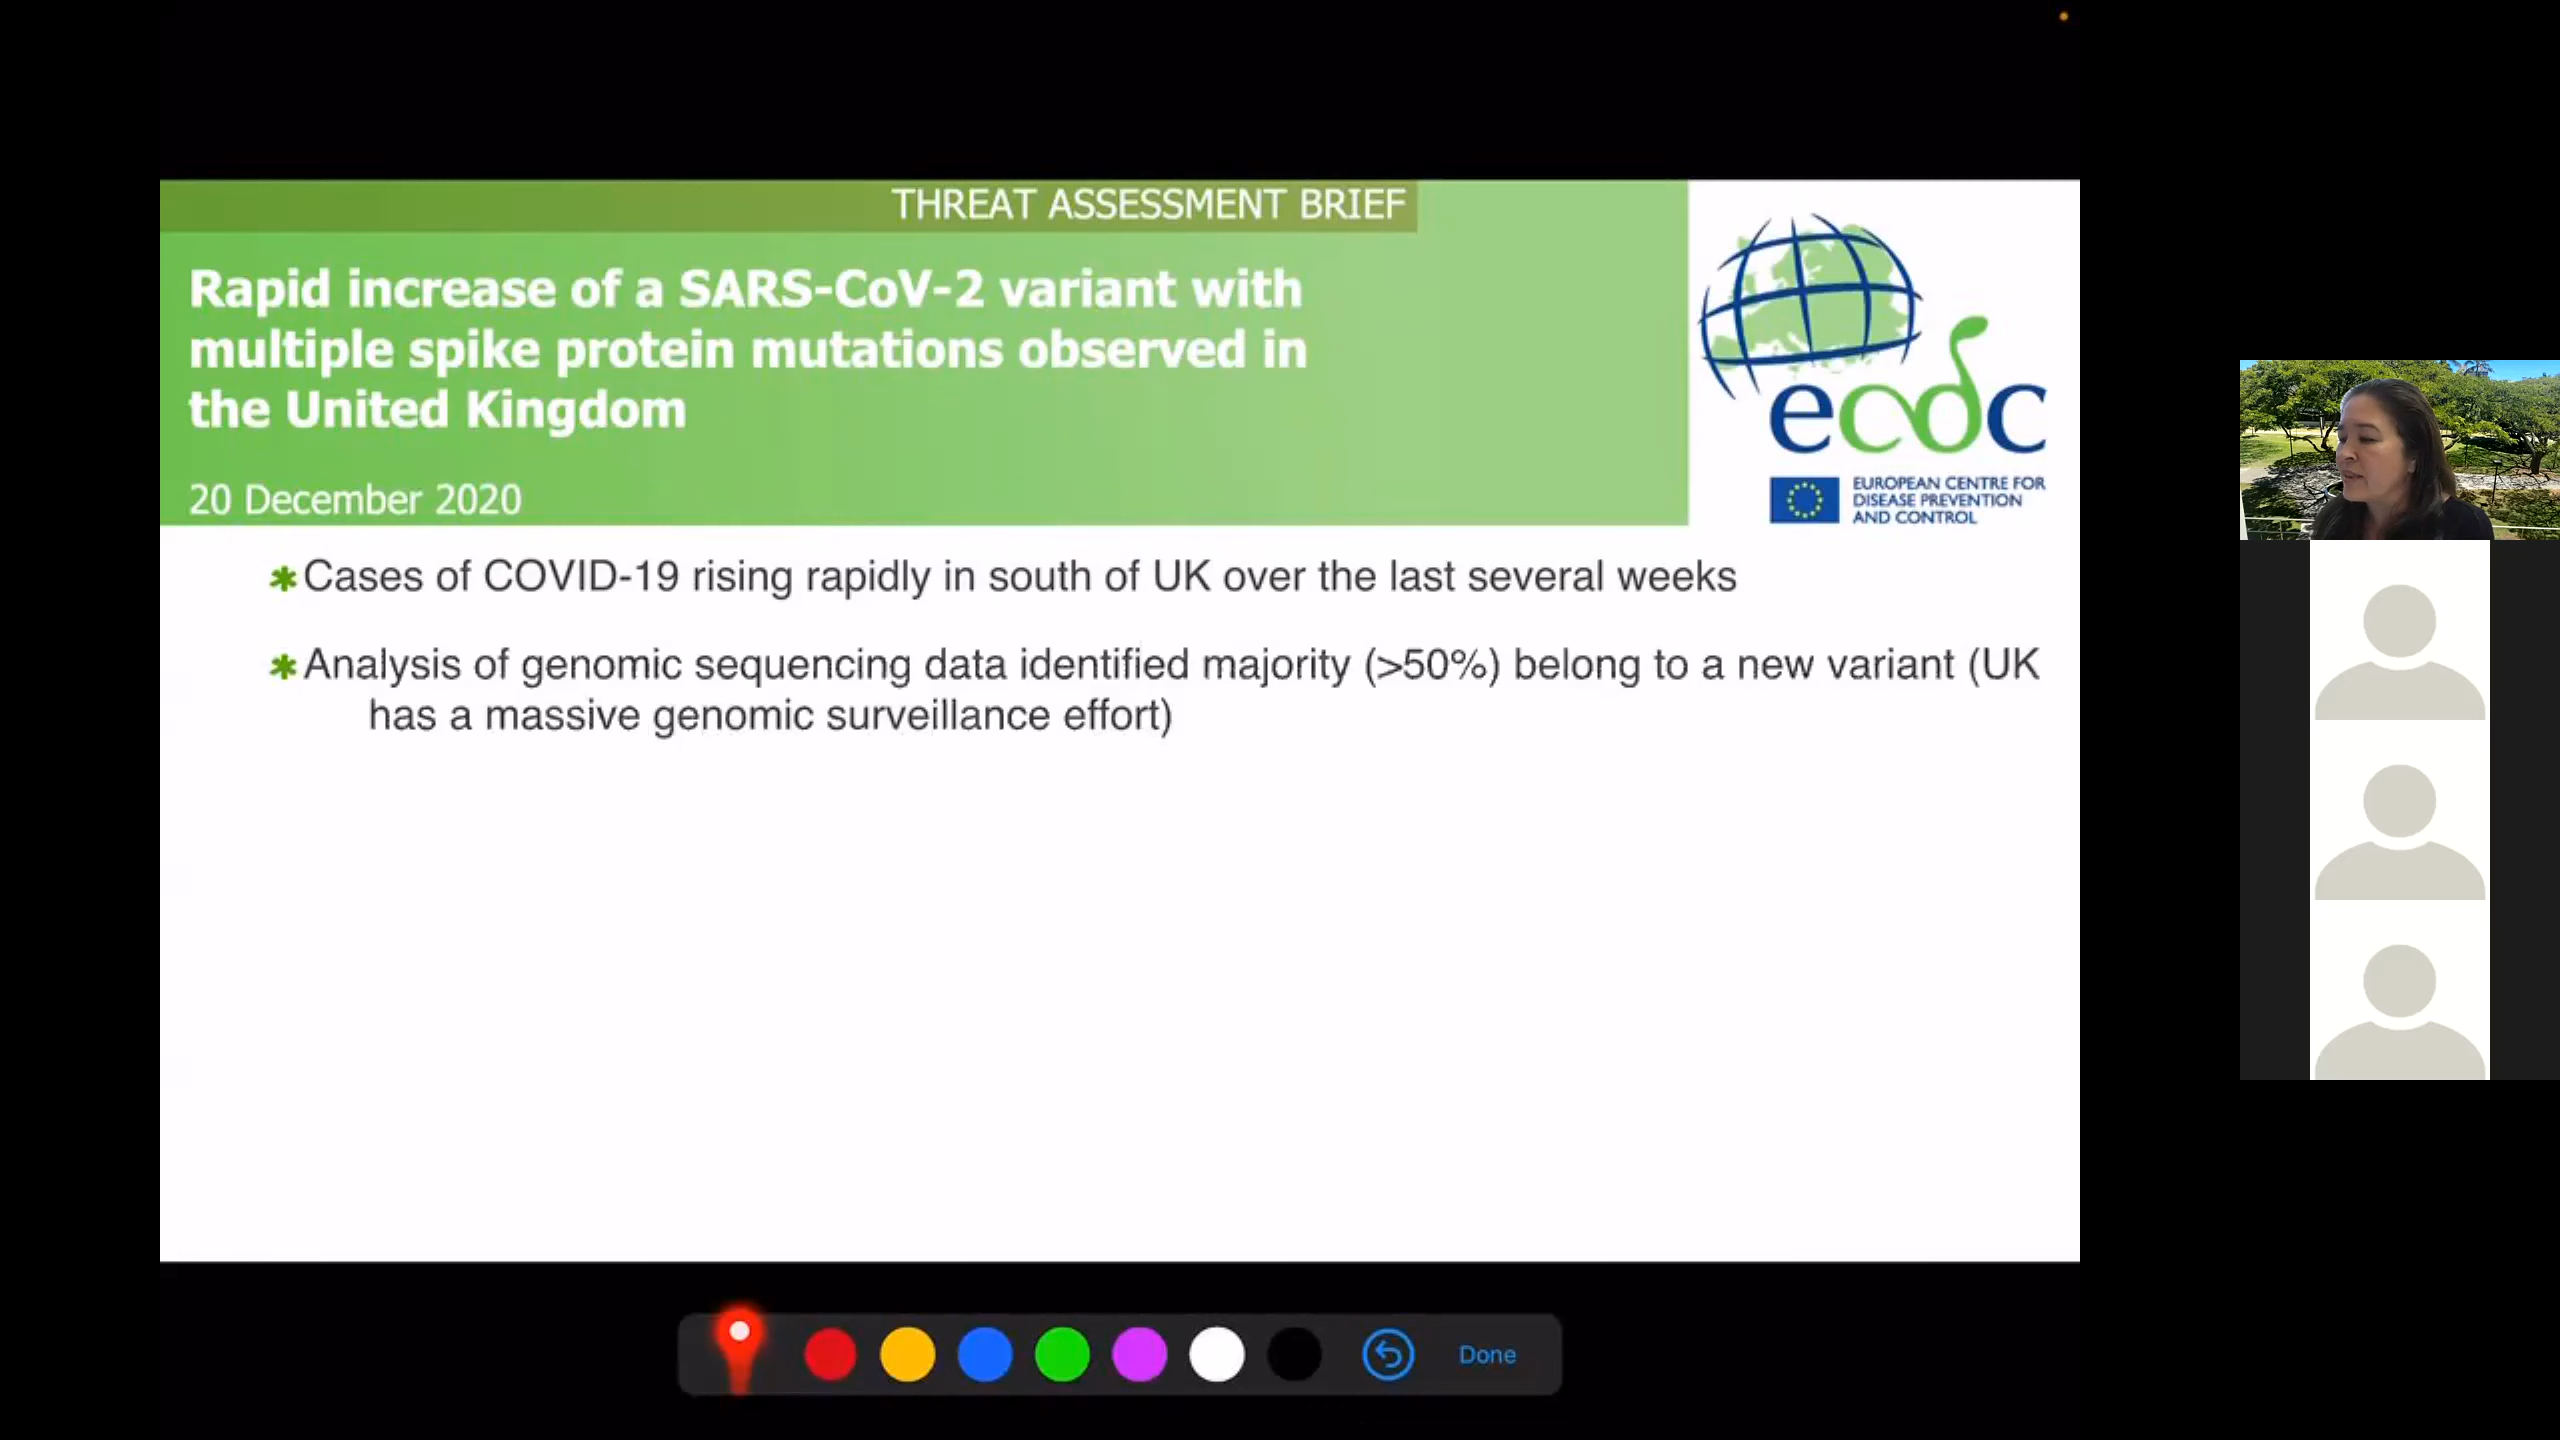 THREAT ASSESSMENT BRIEF
Rapid increase of a SARS-CoV-2 variant with
multiple spike protein mutations observed in
the United Kingdom
20 December 2020
ecdc
EUROPEAN CENTRE FOR
DISEASE PREVENTION
AND CONTROL
✱Cases of COVID-19 rising rapidly in south of UK over the last several weeks
✱Analysis of genomic sequencing data identified majority (>50%) belong to a new variant (UK
has a massive genomic surveillance effort)
Done